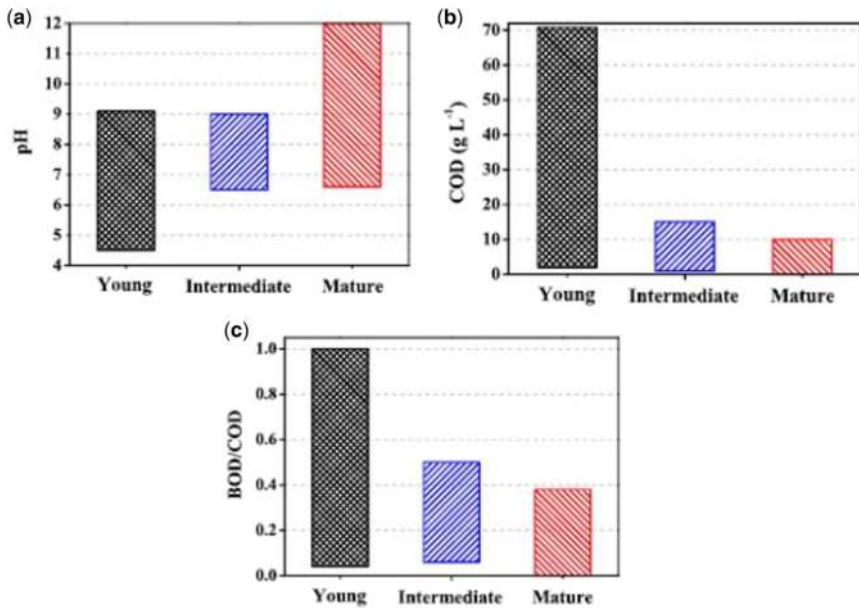 (a)
12
11
10
9
8
7
6
5
4
pH
Young Intermediate Mature
(b)
70
60
50
40
30
20
10
0
COD (g L⁻¹)
Young Intermediate Mature
(c)
1.0
0.8
0.6
0.4
0.2
0.0
BOD/COD
Young Intermediate Mature